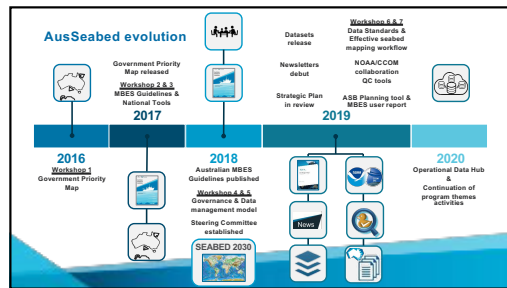 AusSeabed evolution
Government Priority
Map released
Workshop 2 & 3
MBES Guidelines &
National Tools
2017
Datasets
release
Newsletters
debut
Strategic Plan
in review
Workshop 6 & 7
Data Standards &
Effective seabed
mapping workflow
NOAA/CCOM
collaboration
QC tools
ASB Planning tool &
MBES user report
2019
2016
Workshop 1
Government Priority
Map
2018
Australian MBES
Guidelines published
Workshop 4 & 5
Governance & Data
management model
Steering Committee
established
SEABED 2030
News
2020
Operational Data Hub
&
Continuation of
program themes
activities